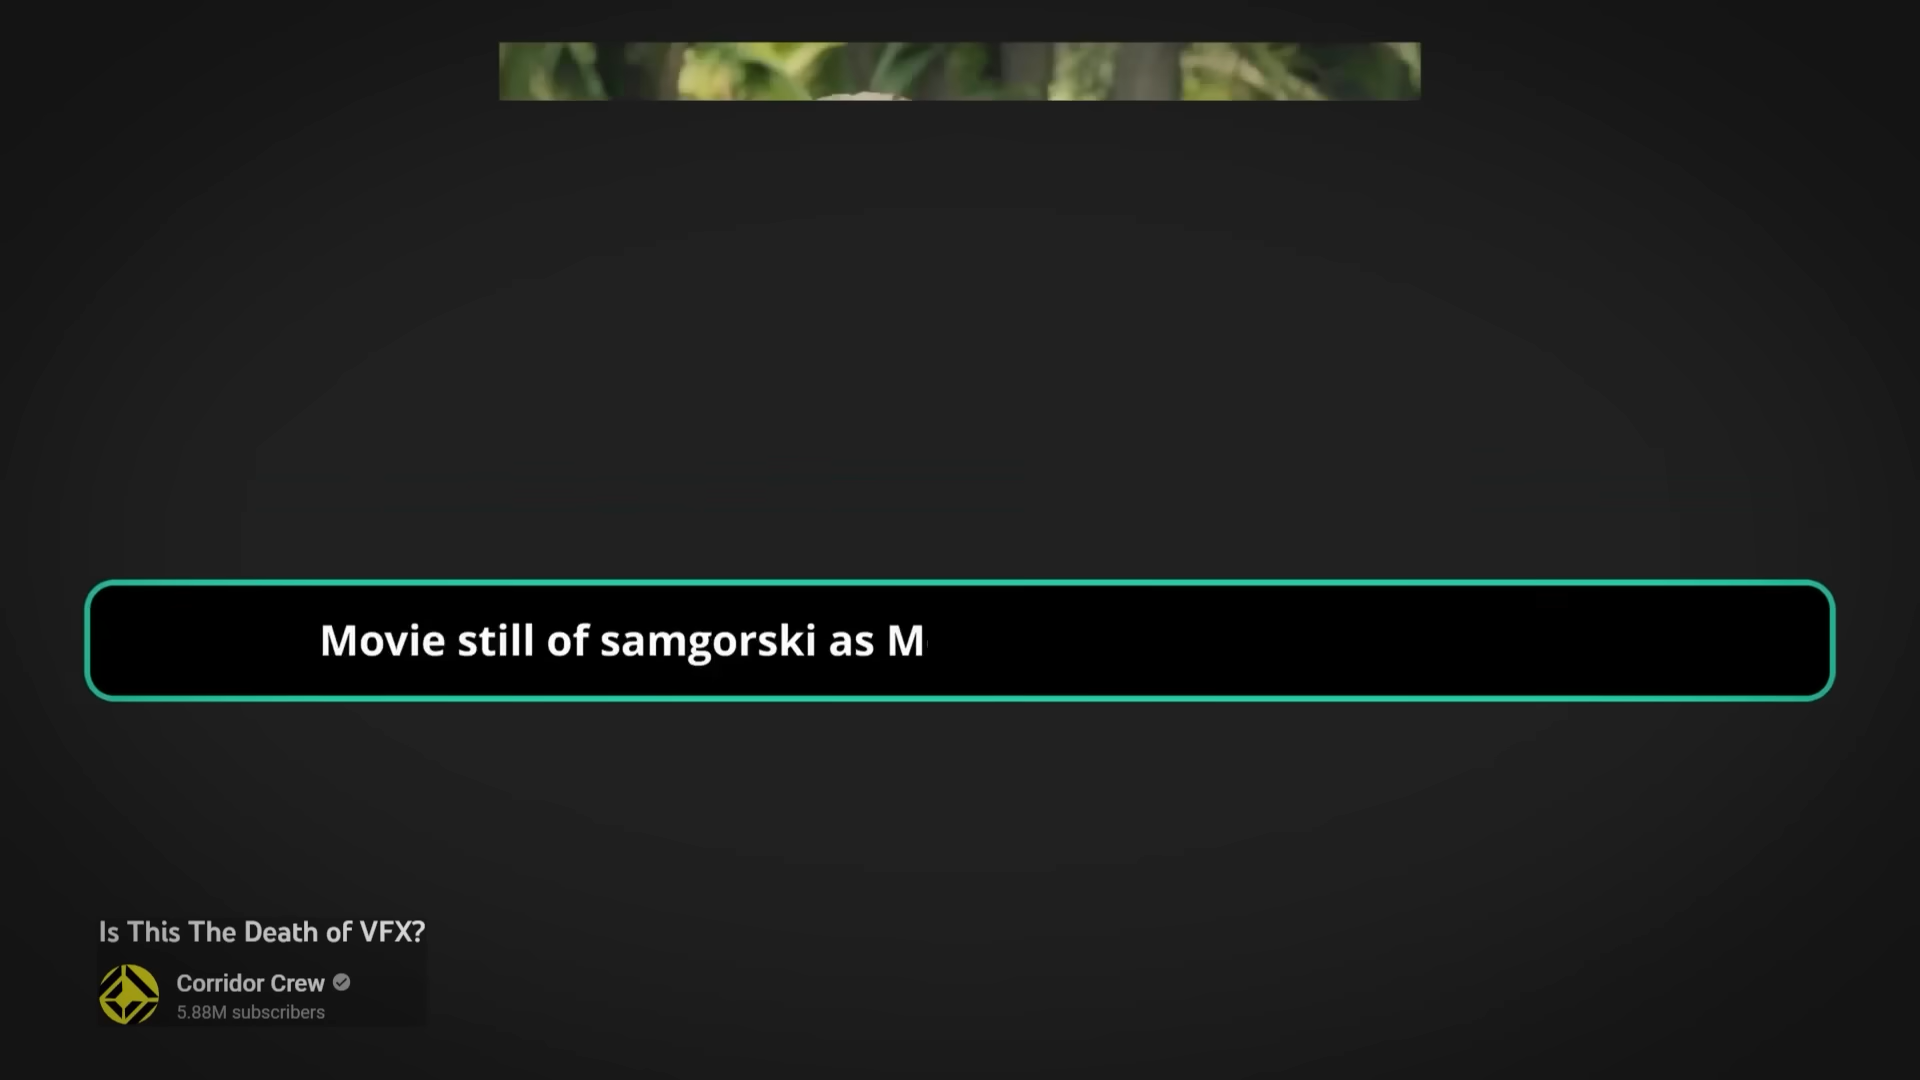 Movie still of samgorski as M
Is This The Death of VFX?
Corridor Crew
5.88M subscribers